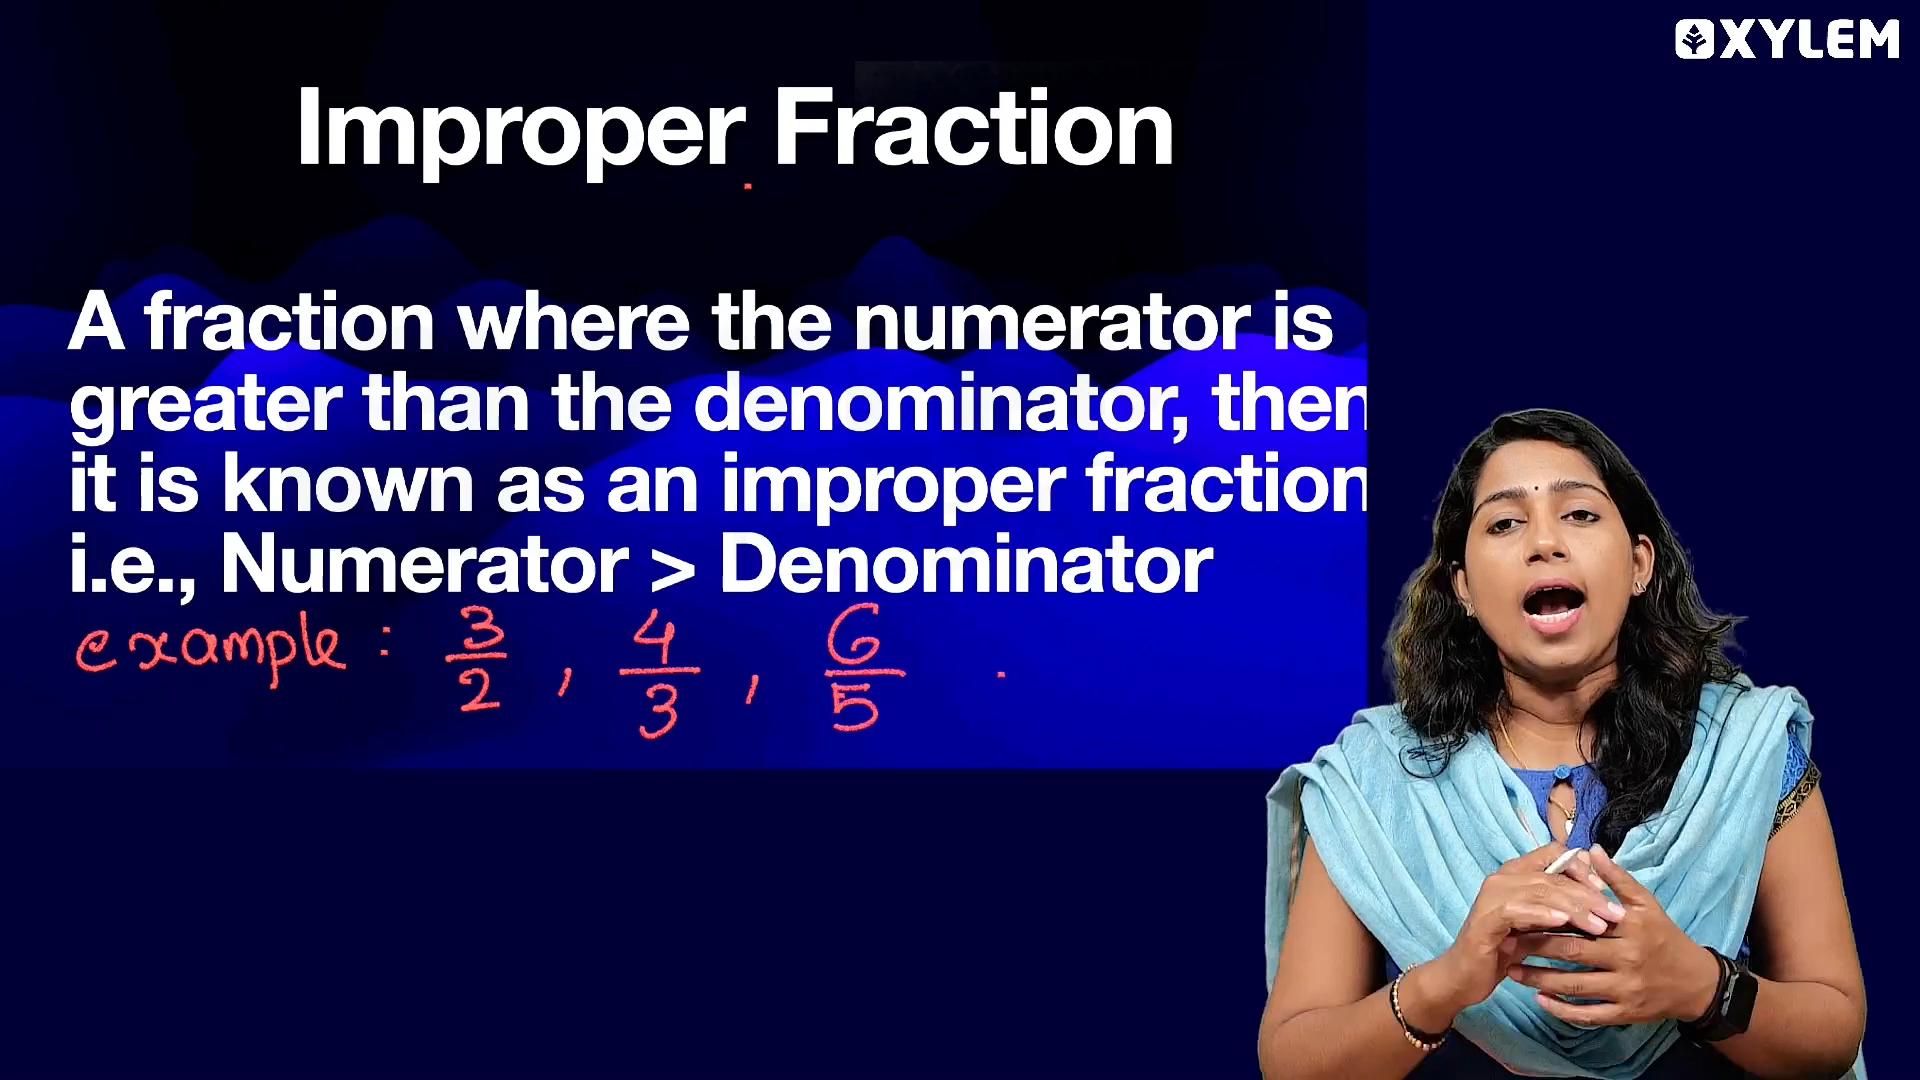 XYLEM
Improper Fraction
A fraction where the numerator is
greater than the denominator, then
it is known as an improper fraction
i.e., Numerator > Denominator
example : 3/2 , 4/3 , 6/5